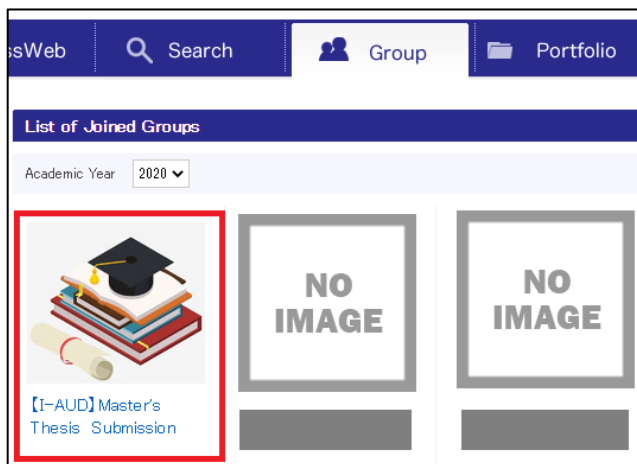 ssWeb Search Group Portfolio
List of Joined Groups
Academic Year 2020
NO
IMAGE
NO
IMAGE
【I-AUD】Master's
Thesis Submission